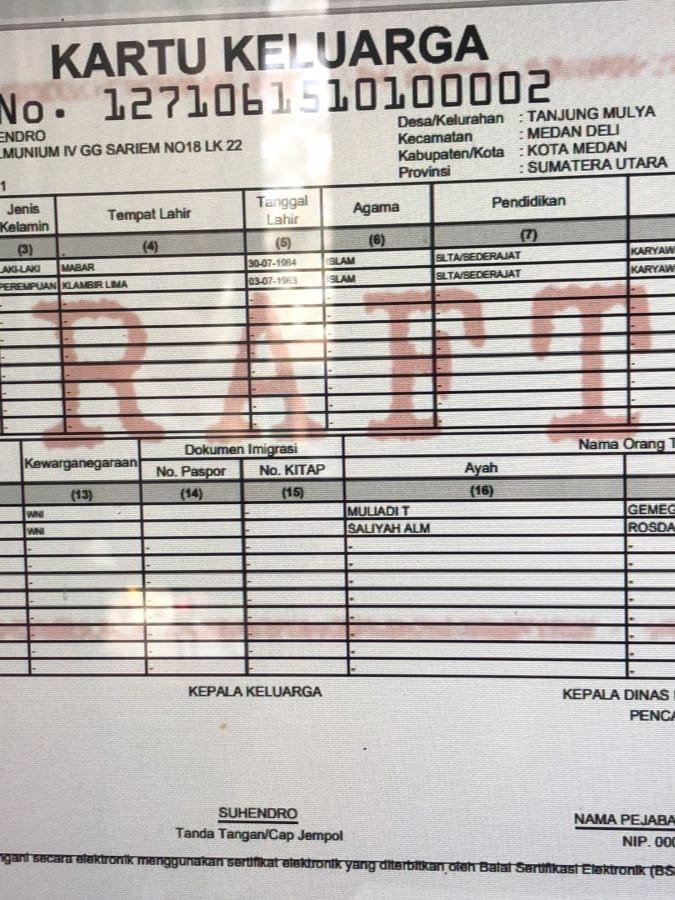 KARTU KELUARGA
No. 1271061510100002
ENDRO
LMUNIUM IV GG SARIEM NO18 LK 22
1
Desa/Kelurahan : TANJUNG MULYA
Kecamatan : MEDAN DELI
Kabupaten/Kota : KOTA MEDAN
Provinsi : SUMATERA UTARA
Jenis Kelamin Tempat Lahir Tanggal Lahir Agama Pendidikan
(3) (4) (5) (6) (7)
LAKI-LAKI MABAR 30-07-1984 ISLAM SLTA/SEDERAJAT KARYAW
PEREMPUAN KLAMBIR LIMA 03-07-1983 ISLAM SLTA/SEDERAJAT KARYAW
RAFT
Dokumen Imigrasi Nama Orang T
Kewarganegaraan No. Paspor No. KITAP Ayah
(13) (14) (15) (16)
WNI MULIADI T GEMEG
WNI SALIYAH ALM ROSDA
KEPALA KELUARGA
KEPALA DINAS
PENCA
SUHENDRO
Tanda Tangan/Cap Jempol
NAMA PEJABA
NIP. 000
ngani secara elektronik menggunakan sertifikat elektronik yang diterbitkan oleh Balai Sertifikasi Elektronik (BS